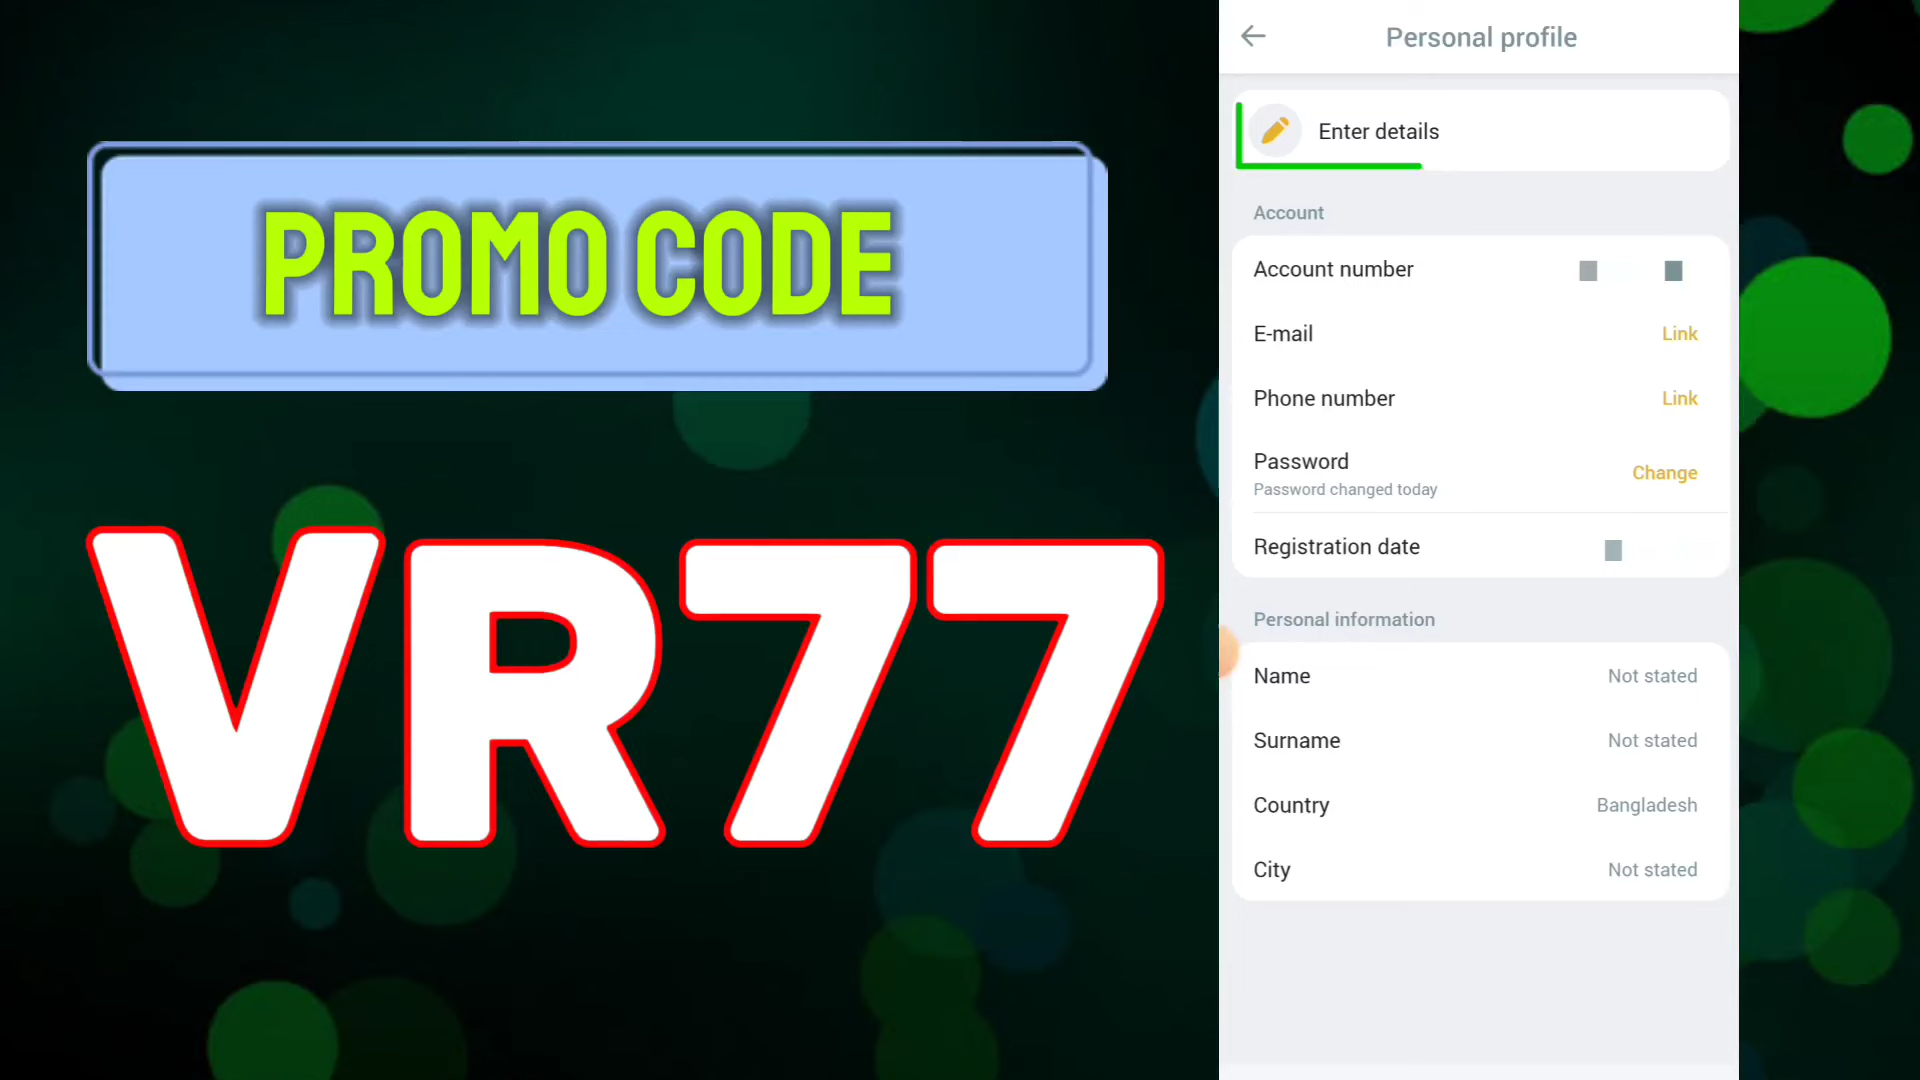 PROMO CODE
VR77
Personal profile
Enter details
Account
Account number
E-mail Link
Phone number Link
Password
Password changed today
Change
Registration date
Personal information
Name Not stated
Surname Not stated
Country Bangladesh
City Not stated